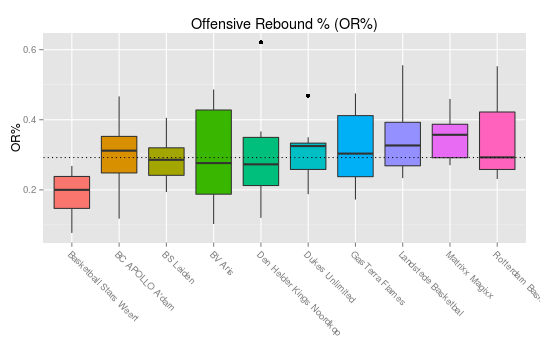 Offensive Rebound % (OR%)
OR%
0.6
0.4
0.2
Basketball Stars Weert
BC APOLLO A'dam
BS Leiden
BV Aris
Den Helder Kings Noordkop
Dukes Unlimited
GasTerra Flames
Landstede Basketbal
Matrixx Magixx
Rotterdam Bas